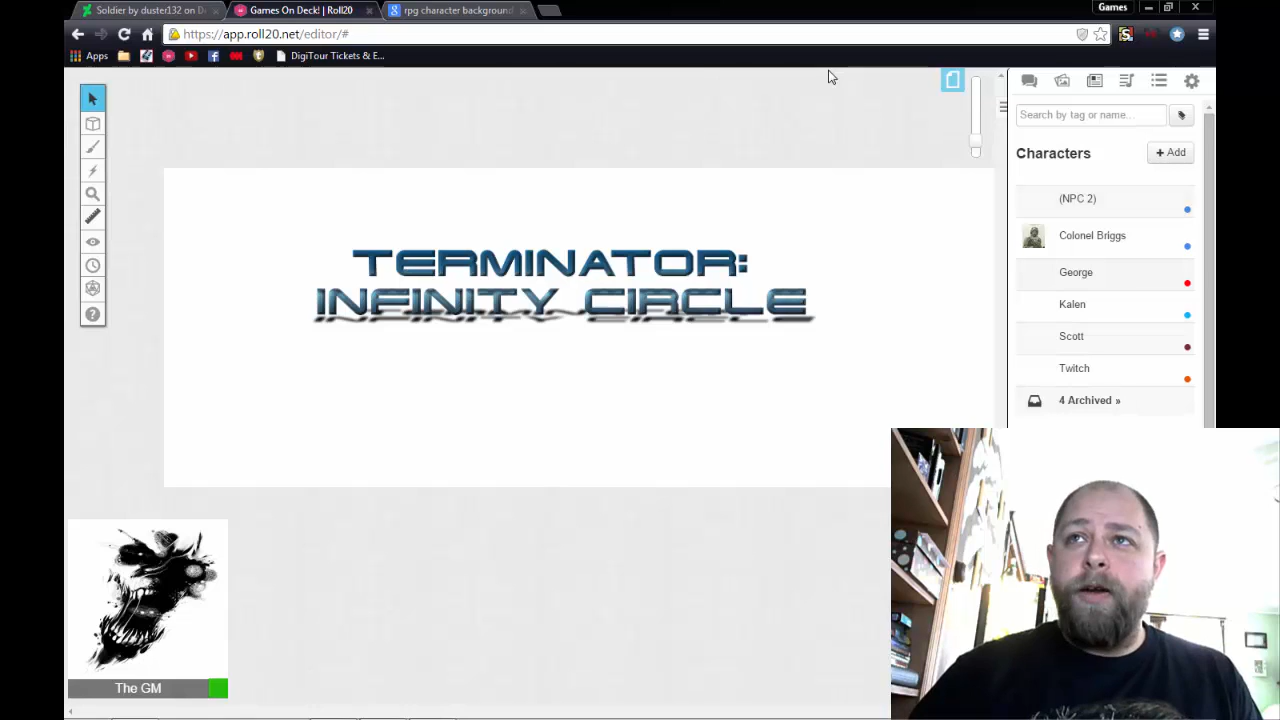 Soldier by duster132 on D
Games On Deck! | Roll20
rpg character background
Games
https://app.roll20.net/editor/#
Apps
DigiTour Tickets & E...
Search by tag or name...
Characters
+ Add
(NPC 2)
Colonel Briggs
George
Kalen
Scott
Twitch
4 Archived »
TERMINATOR:
INFINITY CIRCLE
The GM